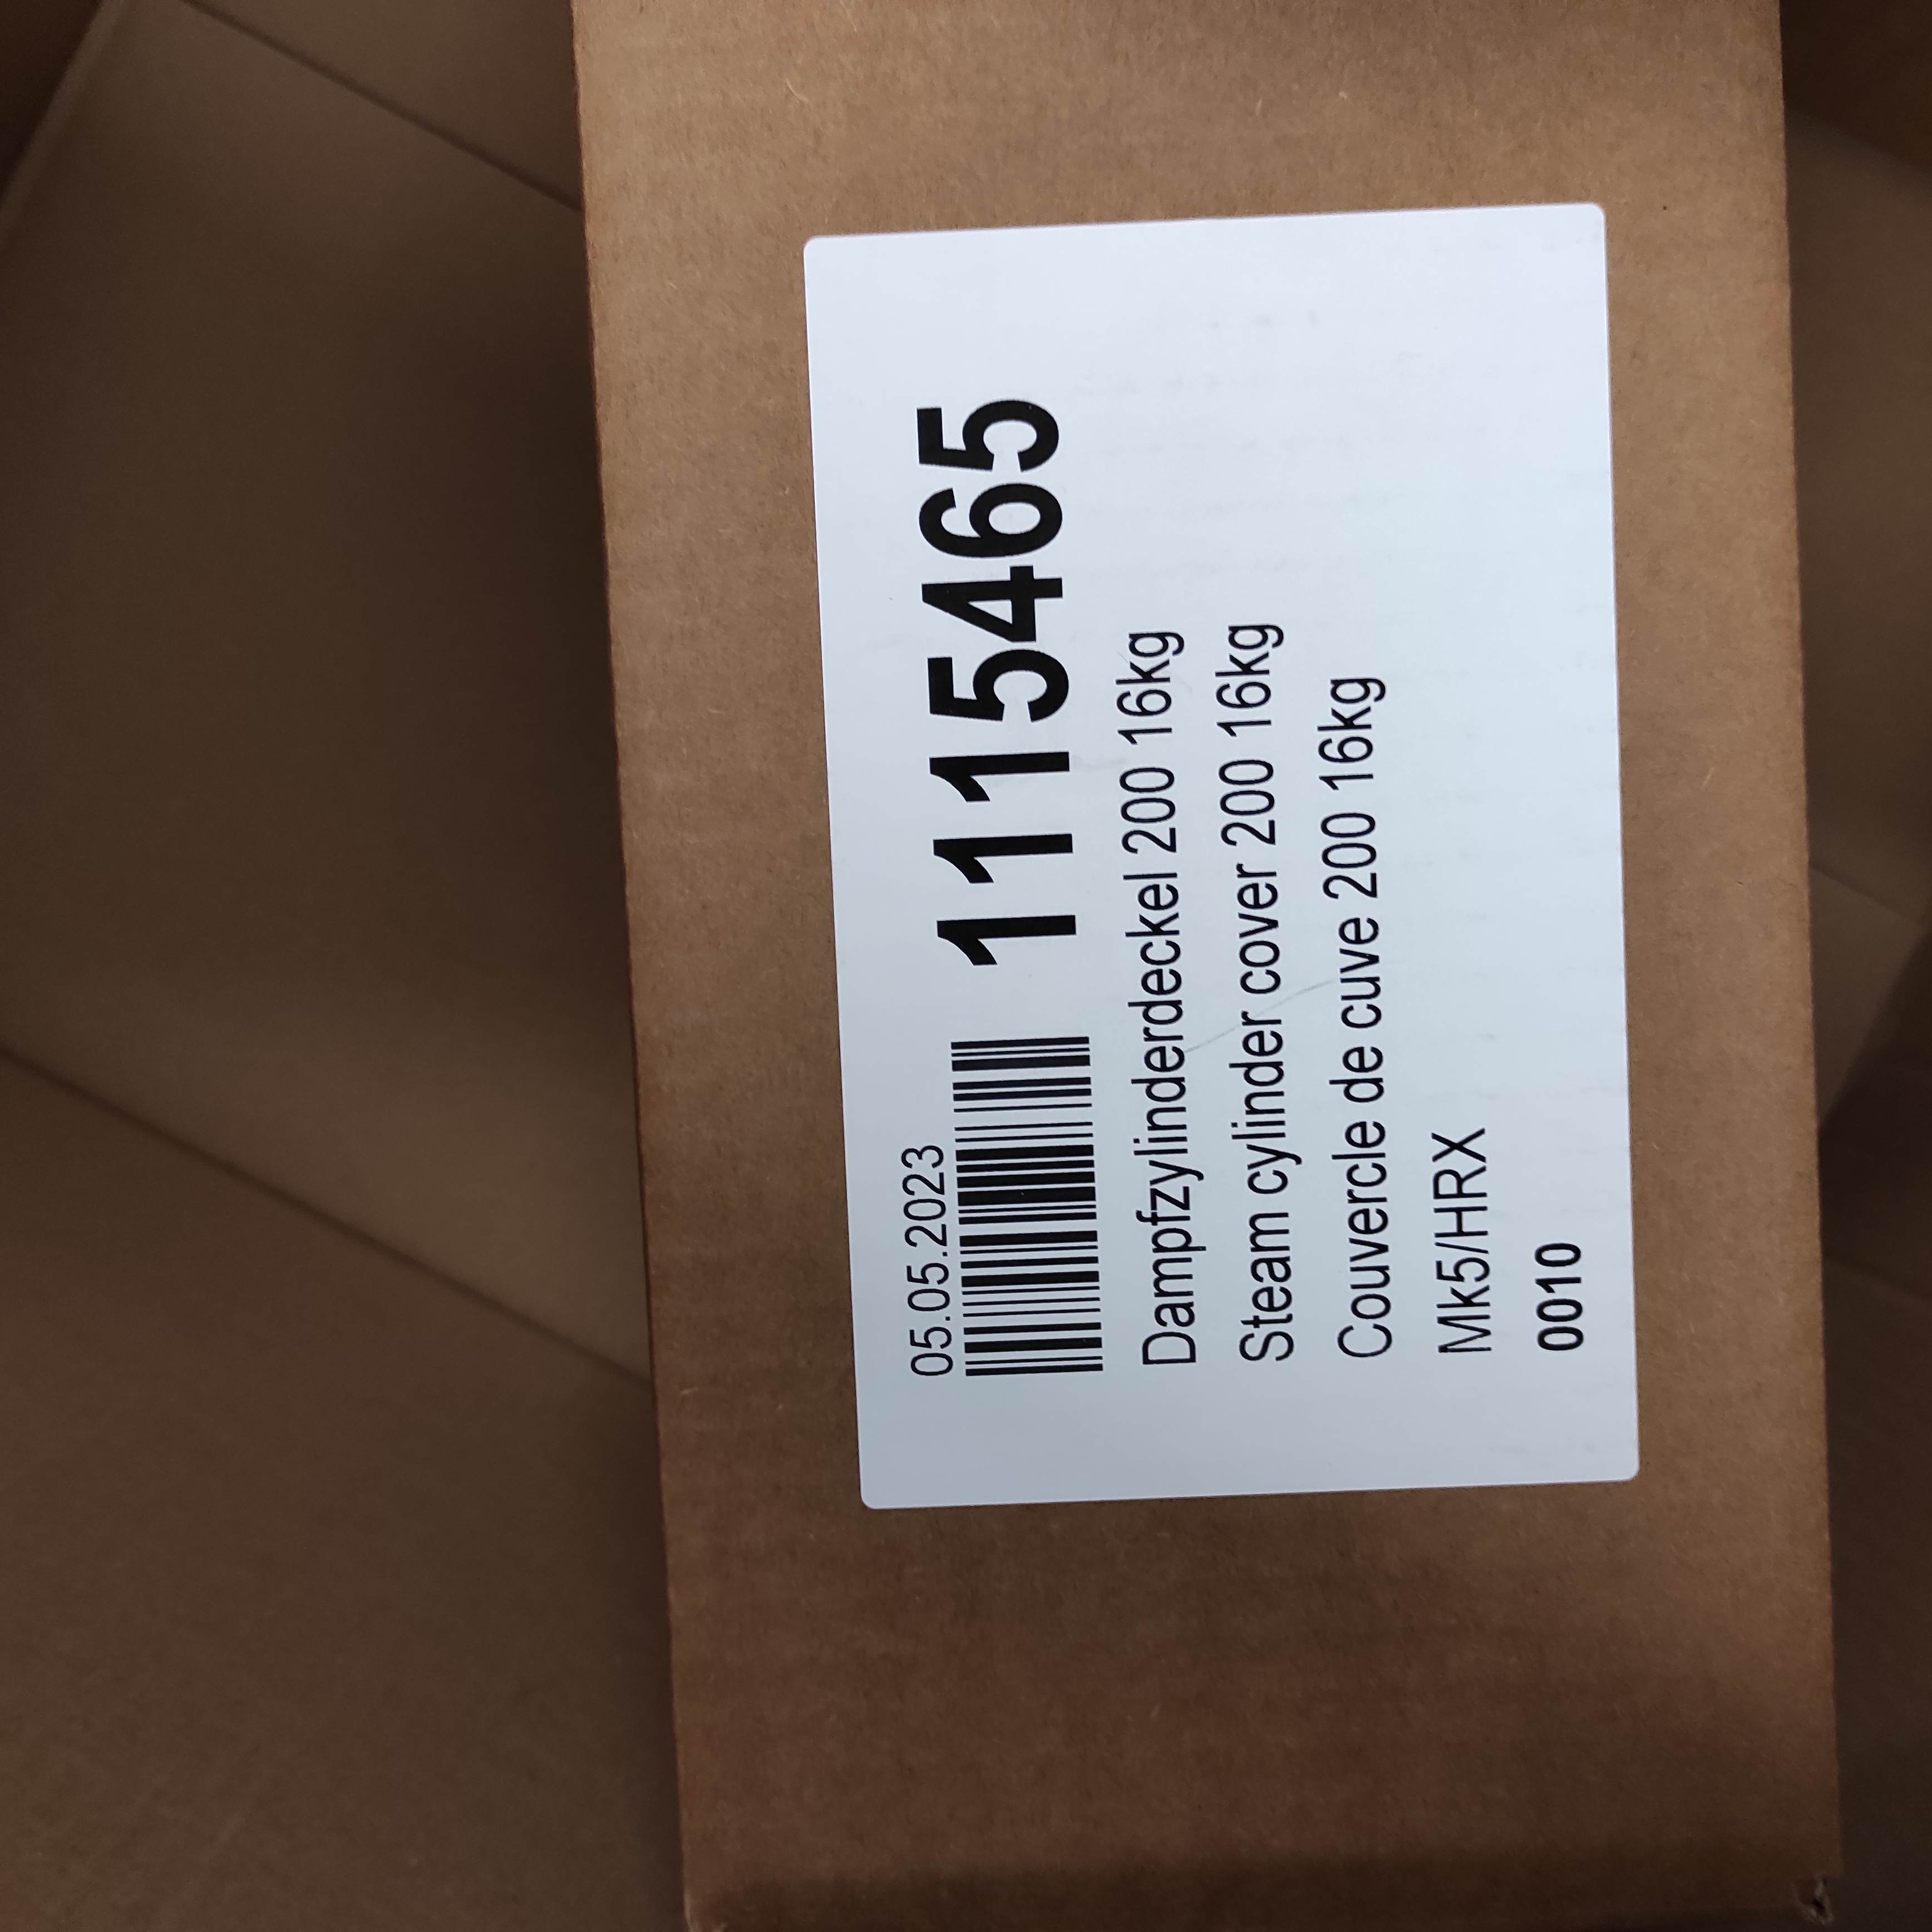 05.05.2023
1115465
Dampfzylinderdeckel 200 16kg
Steam cylinder cover 200 16kg
Couvercle de cuve 200 16kg
Mk5/HRX
0010